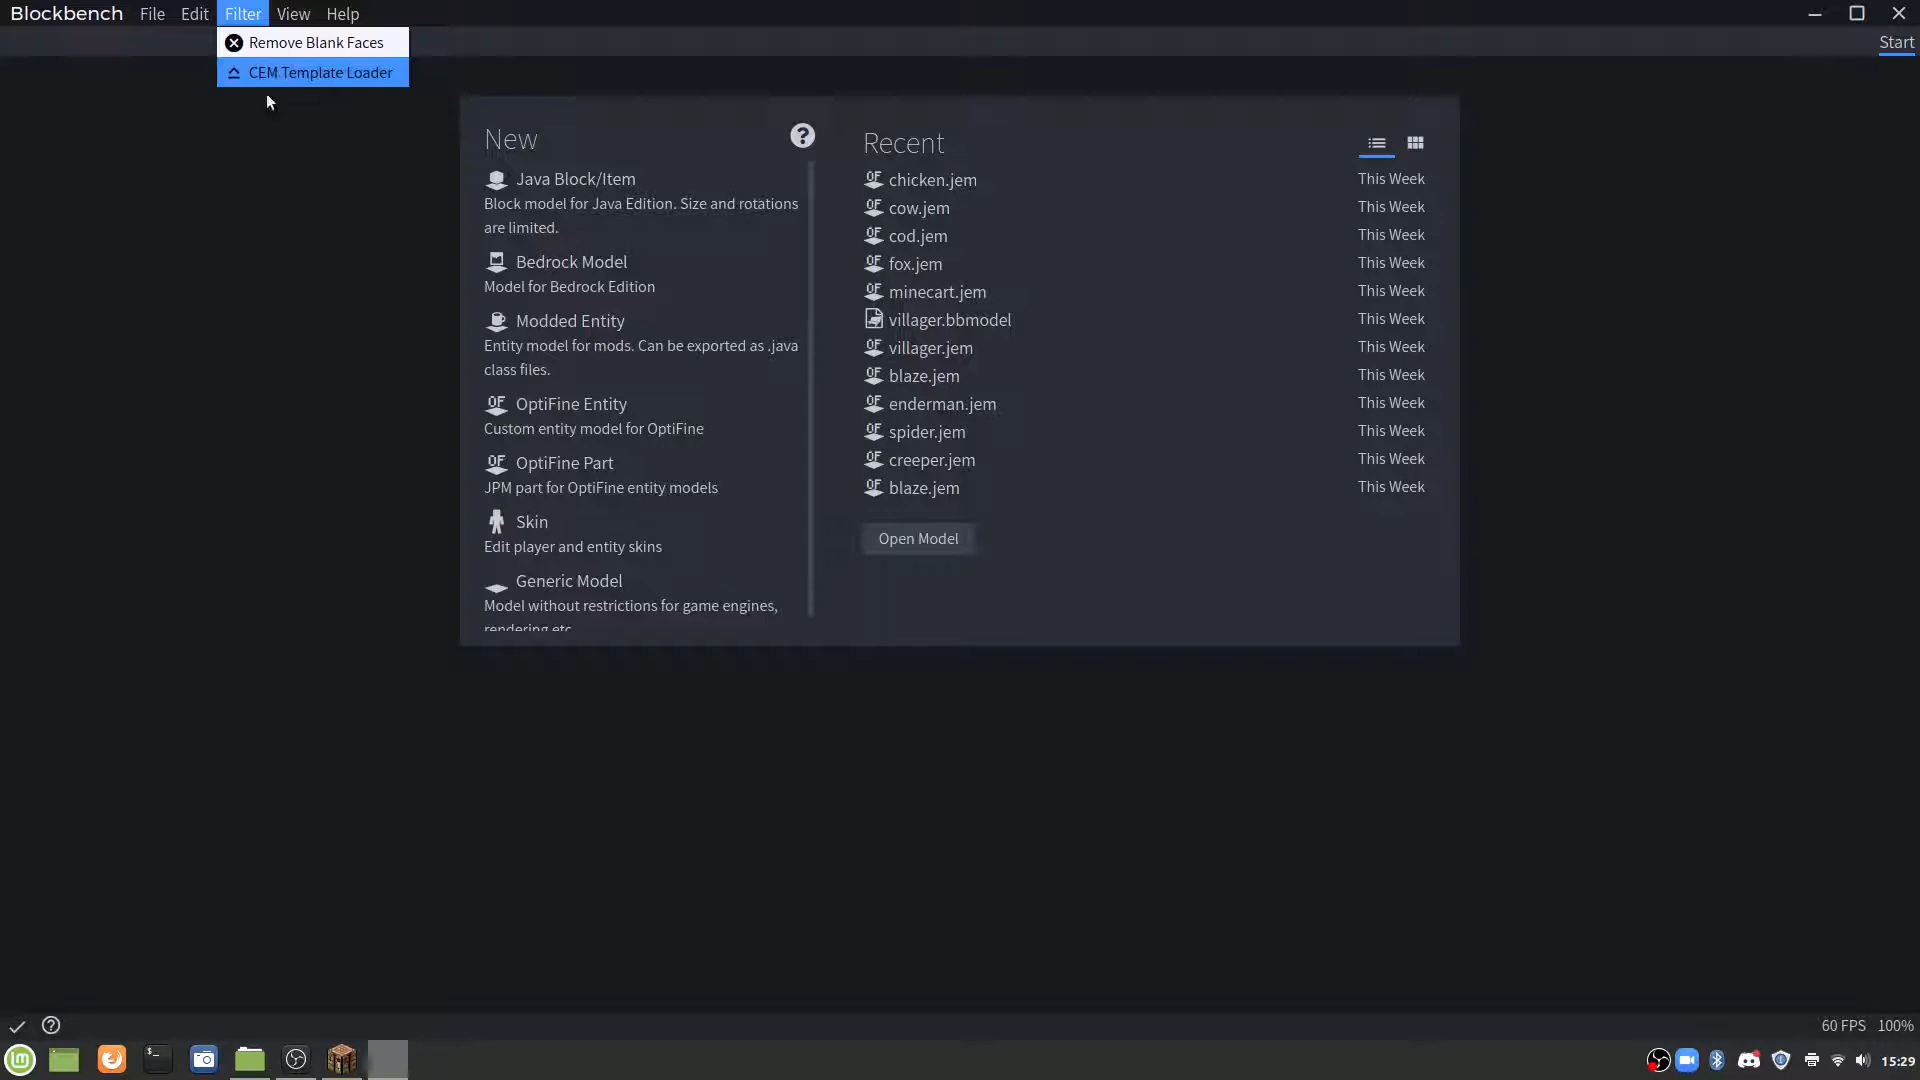 Blockbench File Edit Filter View Help
Remove Blank Faces
Start
CEM Template Loader
New
Java Block/Item
Block model for Java Edition. Size and rotations
are limited.
Bedrock Model
Model for Bedrock Edition
Modded Entity
Entity model for mods. Can be exported as .java
class files.
OptiFine Entity
Custom entity model for OptiFine
OptiFine Part
JPM part for OptiFine entity models
Skin
Edit player and entity skins
Generic Model
Model without restrictions for game engines,
rendering etc
Recent
chicken.jem This Week
cow.jem This Week
cod.jem This Week
fox.jem This Week
minecart.jem This Week
villager.bbmodel This Week
villager.jem This Week
blaze.jem This Week
enderman.jem This Week
spider.jem This Week
creeper.jem This Week
blaze.jem This Week
Open Model
60 FPS 100%
15:29